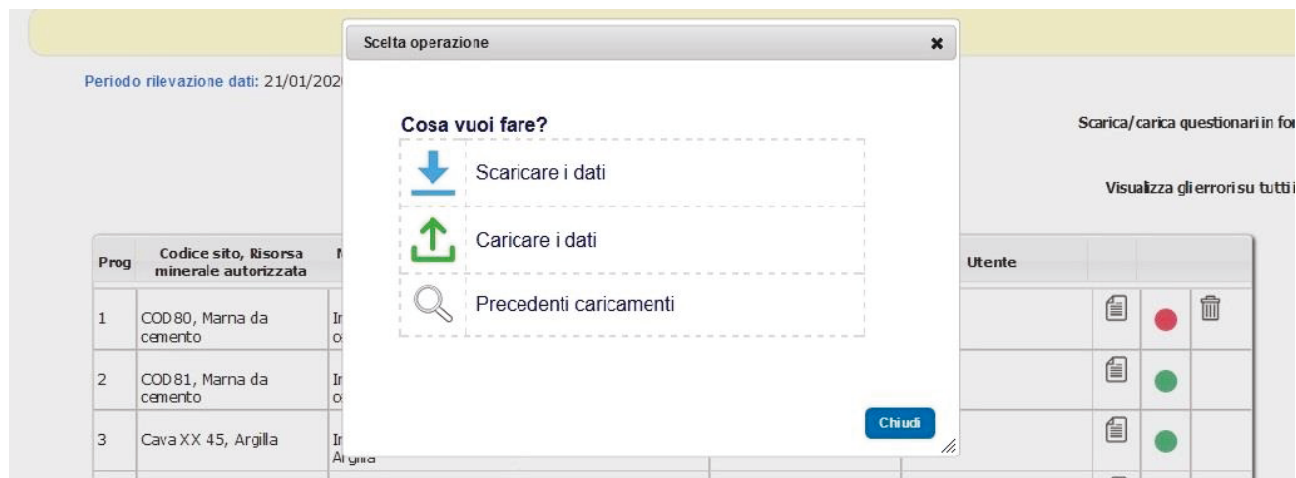 Scelta operazione
Periodo rilevazione dati: 21/01/202
Cosa vuoi fare?
Scarica/carica questionari in for
Scaricare i dati
Visualizza gli errori su tutti i
Caricare i dati
Prog
Codice sito, Risorsa
minerale autorizzata
Utente
Precedenti caricamenti
1
COD80, Marna da
cemento
2
COD81, Marna da
cemento
Chiudi
3
Cava XX 45, Argilla
Argilla